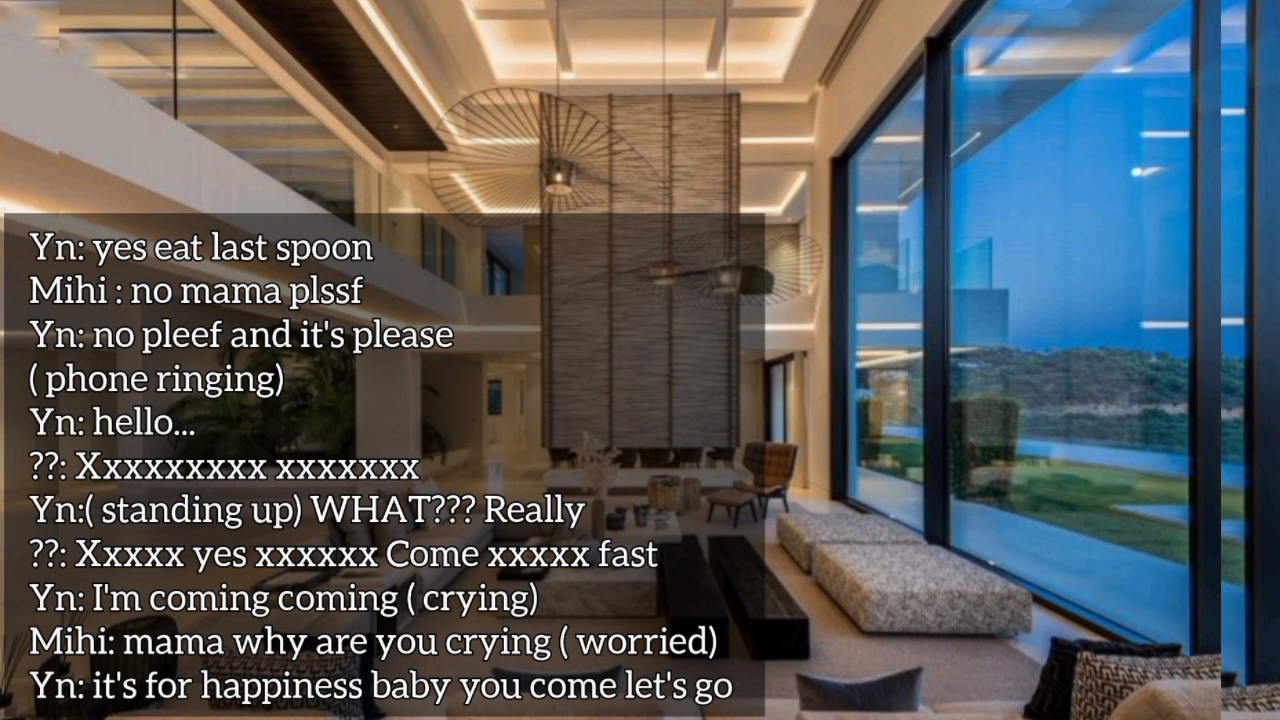 Yn: yes eat last spoon
Mihi : no mama plssf
Yn: no pleef and it's please
( phone ringing)
Yn: hello...
??: Xxxxxxxxxx xxxxxxx
Yn:( standing up) WHAT??? Really
??: Xxxxx yes xxxxxx Come xxxxx fast
Yn: I'm coming coming ( crying)
Mihi: mama why are you crying ( worried)
Yn: it's for happiness baby you come let's go